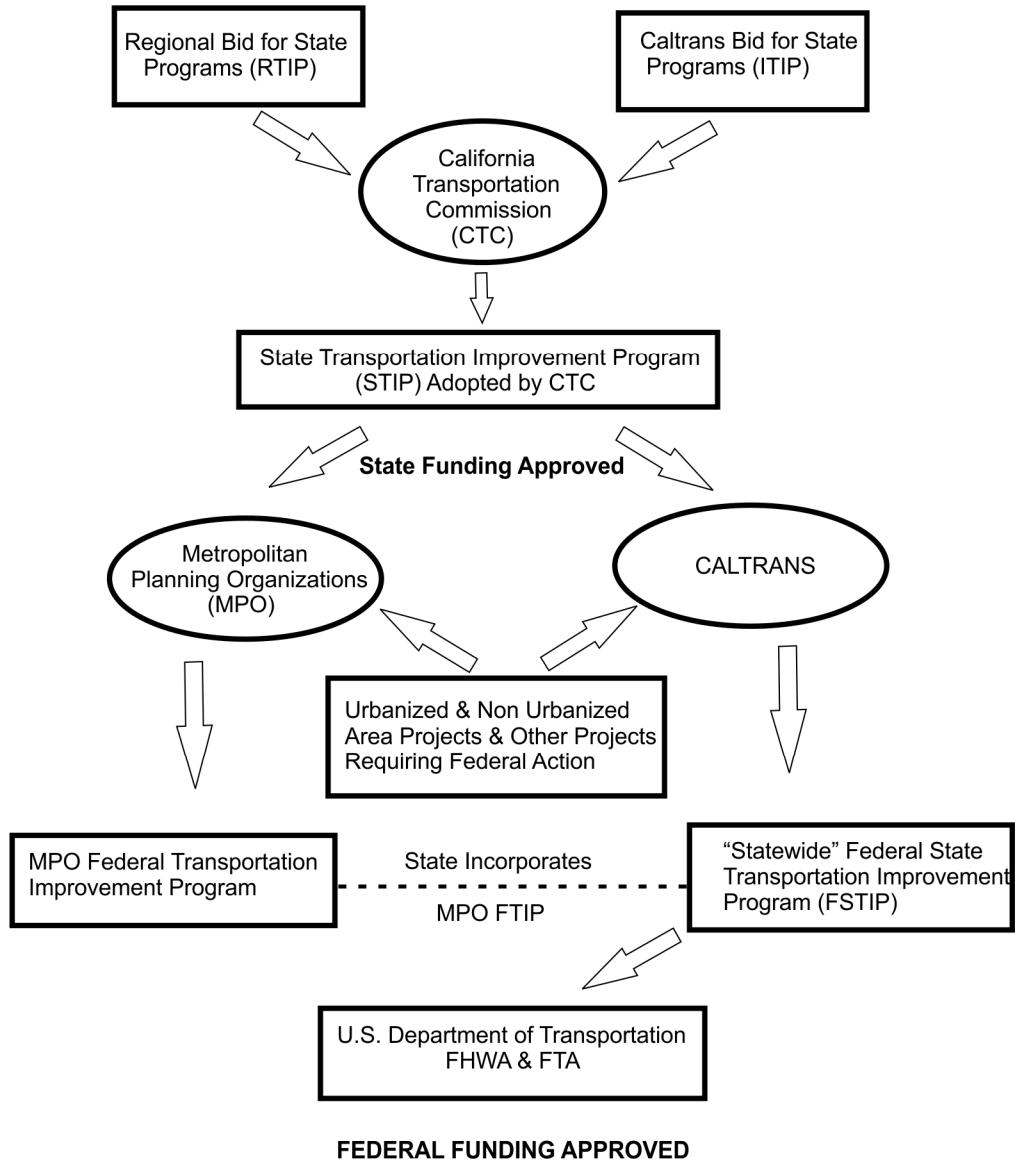 Regional Bid for State
Programs (RTIP)
Caltrans Bid for State
Programs (ITIP)
California
Transportation
Commission
(CTC)
State Transportation Improvement Program
(STIP) Adopted by CTC
State Funding Approved
Metropolitan
Planning Organizations
(MPO)
CALTRANS
Urbanized & Non Urbanized
Area Projects & Other Projects
Requiring Federal Action
MPO Federal Transportation
Improvement Program
State Incorporates
MPO FTIP
“Statewide” Federal State
Transportation Improvement
Program (FSTIP)
U.S. Department of Transportation
FHWA & FTA
FEDERAL FUNDING APPROVED